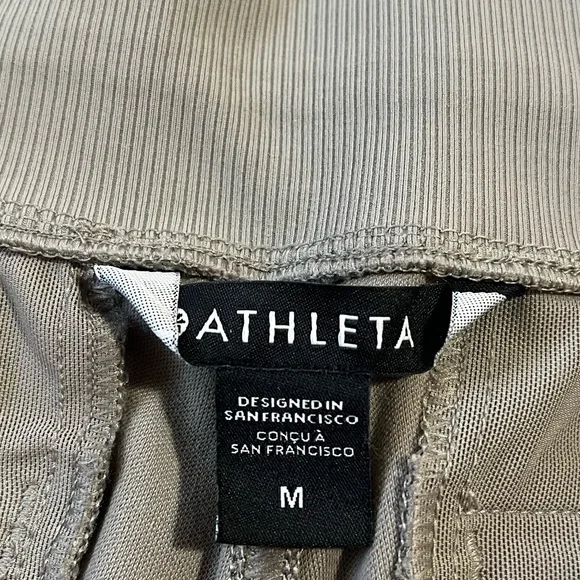 ATHLETA
DESIGNED IN
SAN FRANCISCO
CONÇU À
SAN FRANCISCO
M